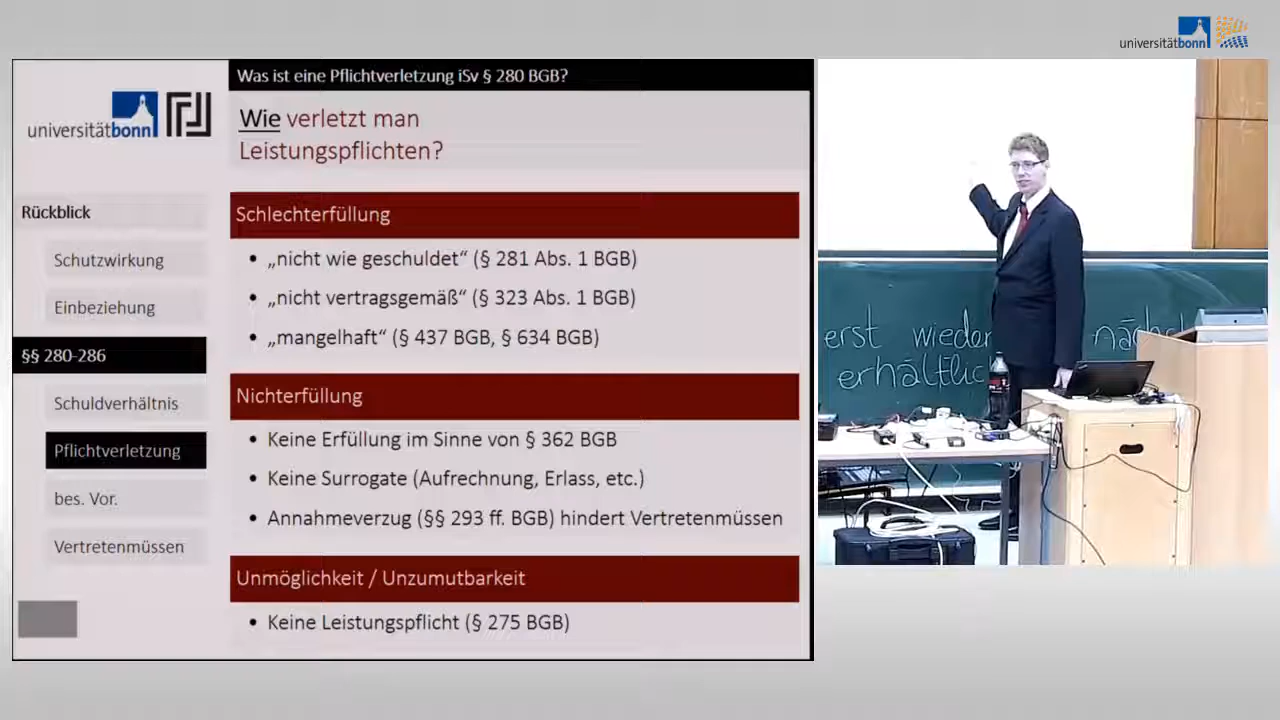 universitätbonn
Was ist eine Pflichtverletzung iSv § 280 BGB?
universitätbonn
Wie verletzt man
Leistungspflichten?
Rückblick
Schutzwirkung
Einbeziehung
§§ 280-286
Schuldverhältnis
Pflichtverletzung
bes. Vor.
Vertretenmüssen
Schlechterfüllung
• „nicht wie geschuldet“ (§ 281 Abs. 1 BGB)
• „nicht vertragsgemäß“ (§ 323 Abs. 1 BGB)
• „mangelhaft“ (§ 437 BGB, § 634 BGB)
Nichterfüllung
• Keine Erfüllung im Sinne von § 362 BGB
• Keine Surrogate (Aufrechnung, Erlass, etc.)
• Annahmeverzug (§§ 293 ff. BGB) hindert Vertretenmüssen
Unmöglichkeit / Unzumutbarkeit
• Keine Leistungspflicht (§ 275 BGB)
erst wieder
erhältlic